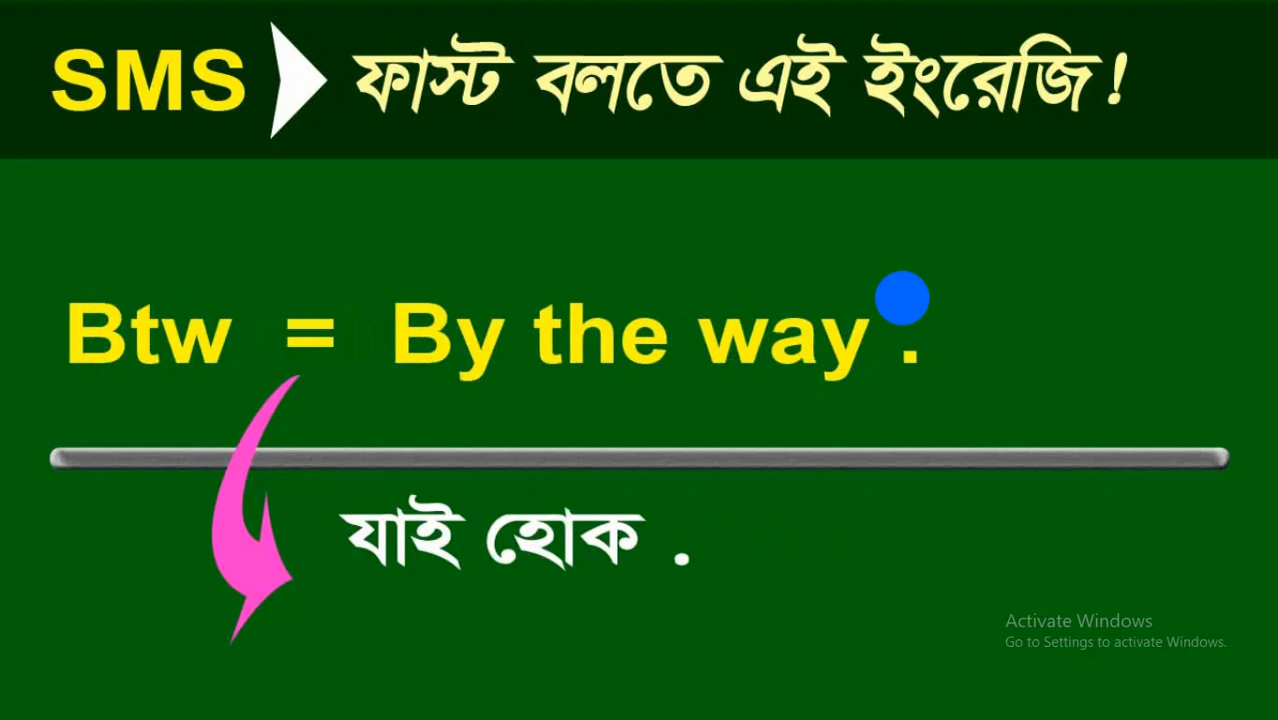 SMS ফাস্ট বলতে এই ইংরেজি!
Btw = By the way .
যাই হোক .
Activate Windows
Go to Settings to activate Windows.